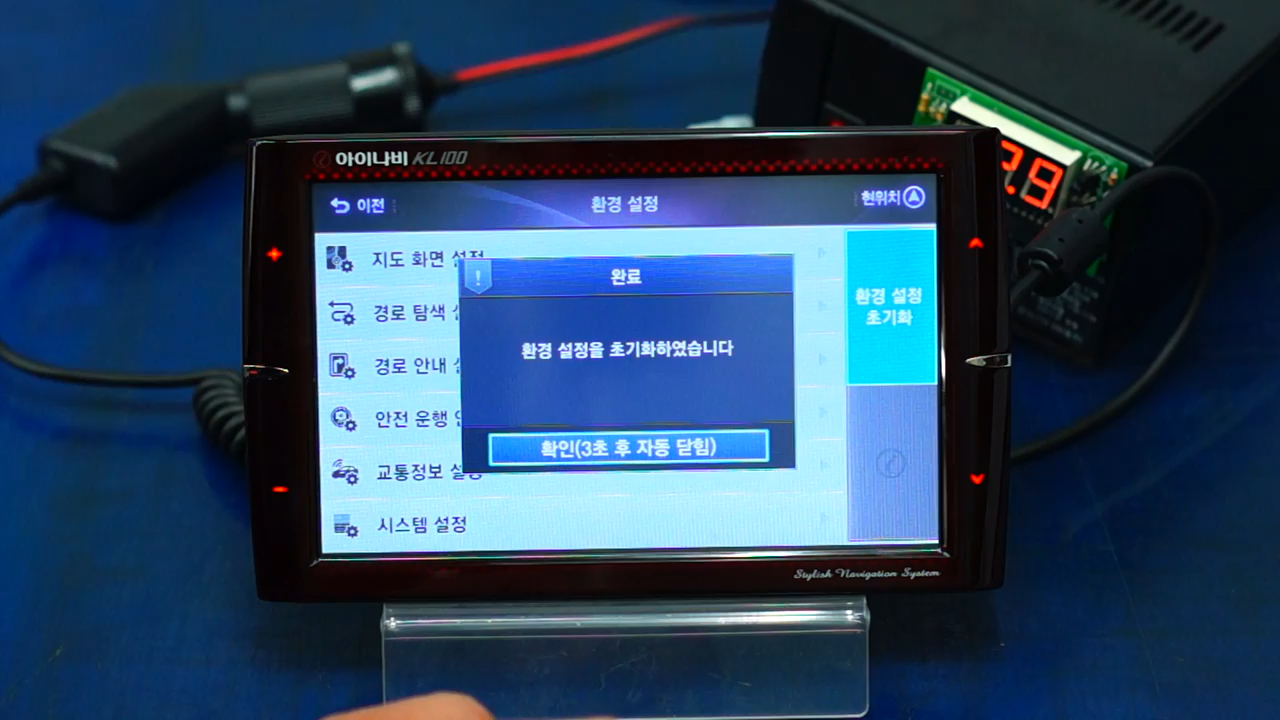 아이나비 KL100
이전
환경 설정
현위치
지도 화면 설정
경로 탐색
경로 안내
안전 운행
교통정보 설정
시스템 설정
완료
환경 설정을 초기화하였습니다
확인(3초 후 자동 닫힘)
환경 설정
초기화
Stylish Navigation System